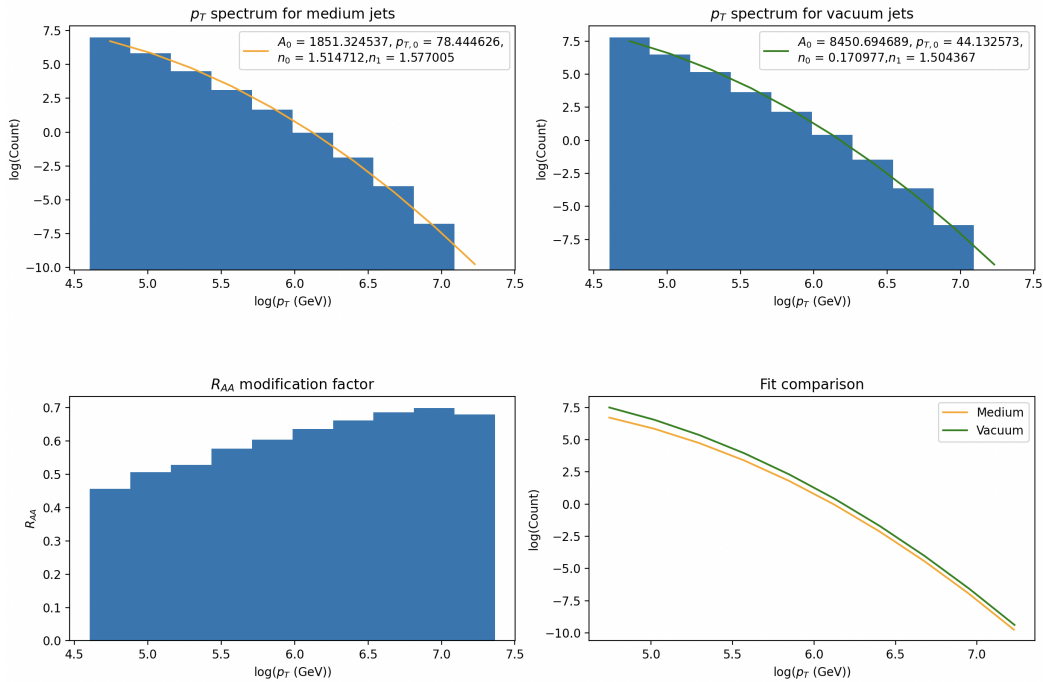 p_T spectrum for medium jets
7.5
5.0
2.5
0.0
−2.5
−5.0
−7.5
−10.0
log(Count)
A_0 = 1851.324537, p_{T,0} = 78.444626,
n_0 = 1.514712,n_1 = 1.577005
4.5 5.0 5.5 6.0 6.5 7.0 7.5
log(p_T (GeV))
p_T spectrum for vacuum jets
7.5
5.0
2.5
0.0
−2.5
−5.0
−7.5
log(Count)
A_0 = 8450.694689, p_{T,0} = 44.132573,
n_0 = 0.170977,n_1 = 1.504367
4.5 5.0 5.5 6.0 6.5 7.0 7.5
log(p_T (GeV))
R_{AA} modification factor
0.7
0.6
0.5
0.4
0.3
0.2
0.1
0.0
R_{AA}
4.5 5.0 5.5 6.0 6.5 7.0 7.5
log(p_T (GeV))
Fit comparison
7.5
5.0
2.5
0.0
−2.5
−5.0
−7.5
−10.0
log(Count)
Medium
Vacuum
5.0 5.5 6.0 6.5 7.0
log(p_T (GeV))